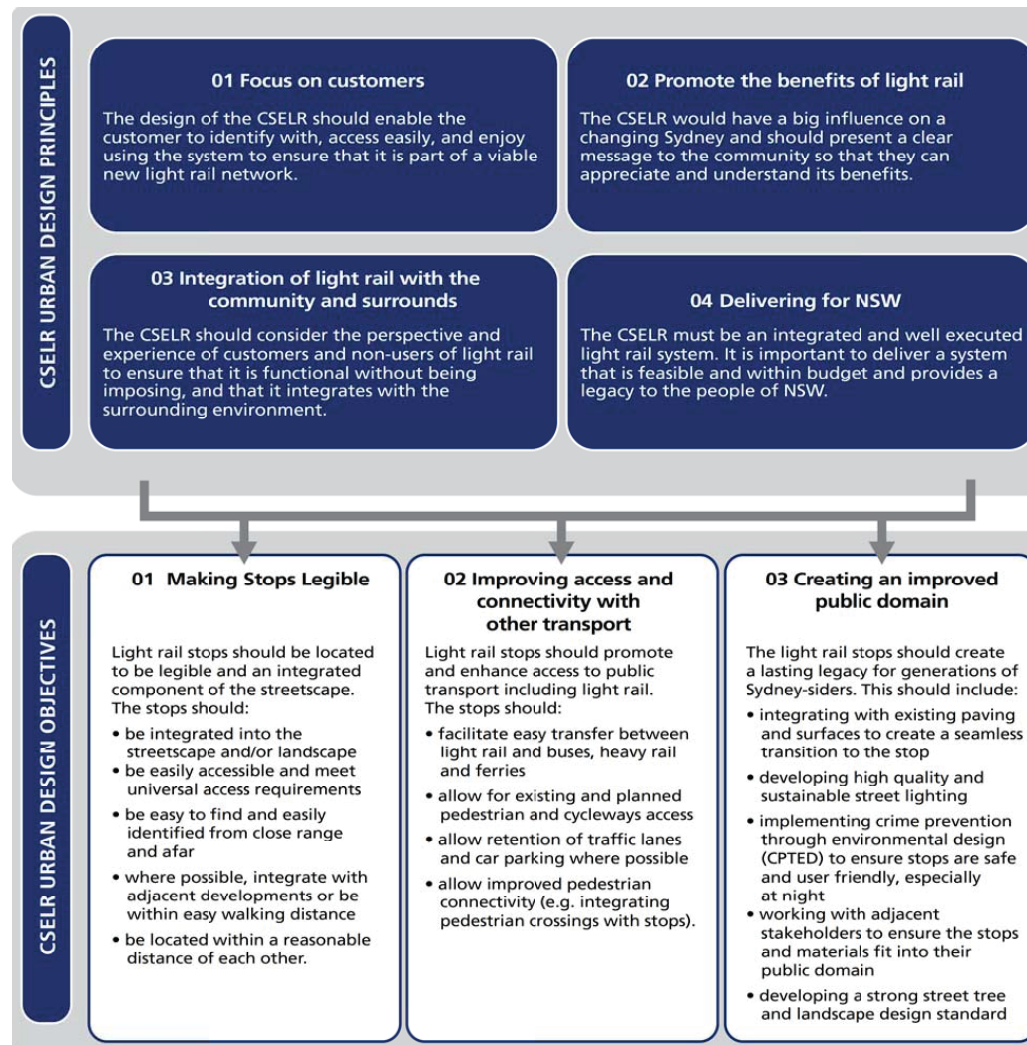 CSELR URBAN DESIGN PRINCIPLES
01 Focus on customers
The design of the CSELR should enable the
customer to identify with, access easily, and enjoy
using the system to ensure that it is part of a viable
new light rail network.
02 Promote the benefits of light rail
The CSELR would have a big influence on a
changing Sydney and should present a clear
message to the community so that they can
appreciate and understand its benefits.
03 Integration of light rail with the
community and surrounds
The CSELR should consider the perspective and
experience of customers and non-users of light rail
to ensure that it is functional without being
imposing, and that it integrates with the
surrounding environment.
04 Delivering for NSW
The CSELR must be an integrated and well executed
light rail system. It is important to deliver a system
that is feasible and within budget and provides a
legacy to the people of NSW.
CSELR URBAN DESIGN OBJECTIVES
01 Making Stops Legible
Light rail stops should be located
to be legible and an integrated
component of the streetscape.
The stops should:
• be integrated into the
streetscape and/or landscape
• be easily accessible and meet
universal access requirements
• be easy to find and easily
identified from close range
and afar
• where possible, integrate with
adjacent developments or be
within easy walking distance
• be located within a reasonable
distance of each other.
02 Improving access and
connectivity with
other transport
Light rail stops should promote
and enhance access to public
transport including light rail.
The stops should:
• facilitate easy transfer between
light rail and buses, heavy rail
and ferries
• allow for existing and planned
pedestrian and cycleways access
• allow retention of traffic lanes
and car parking where possible
• allow improved pedestrian
connectivity (e.g. integrating
pedestrian crossings with stops).
03 Creating an improved
public domain
The light rail stops should create
a lasting legacy for generations of
Sydney-siders. This should include:
• integrating with existing paving
and surfaces to create a seamless
transition to the stop
• developing high quality and
sustainable street lighting
• implementing crime prevention
through environmental design
(CPTED) to ensure stops are safe
and user friendly, especially
at night
• working with adjacent
stakeholders to ensure the stops
and materials fit into their
public domain
• developing a strong street tree
and landscape design standard